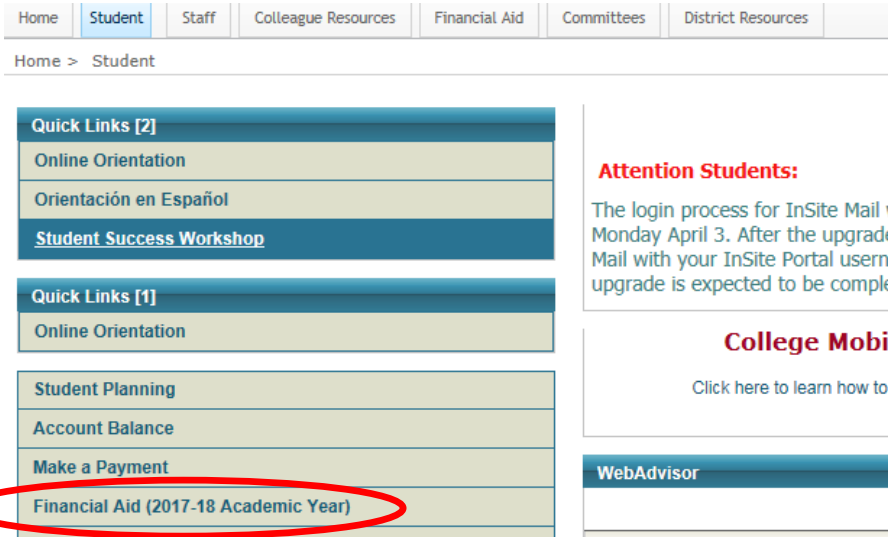 Home Student Staff Colleague Resources Financial Aid Committees District Resources
Home > Student
Quick Links [2]
Online Orientation
Orientación en Español
Student Success Workshop
Quick Links [1]
Online Orientation
Student Planning
Account Balance
Make a Payment
Financial Aid (2017-18 Academic Year)
Attention Students:
The login process for InSite Mail
Monday April 3. After the upgrade
Mail with your InSite Portal usern
upgrade is expected to be comple
College Mobi
Click here to learn how to
WebAdvisor